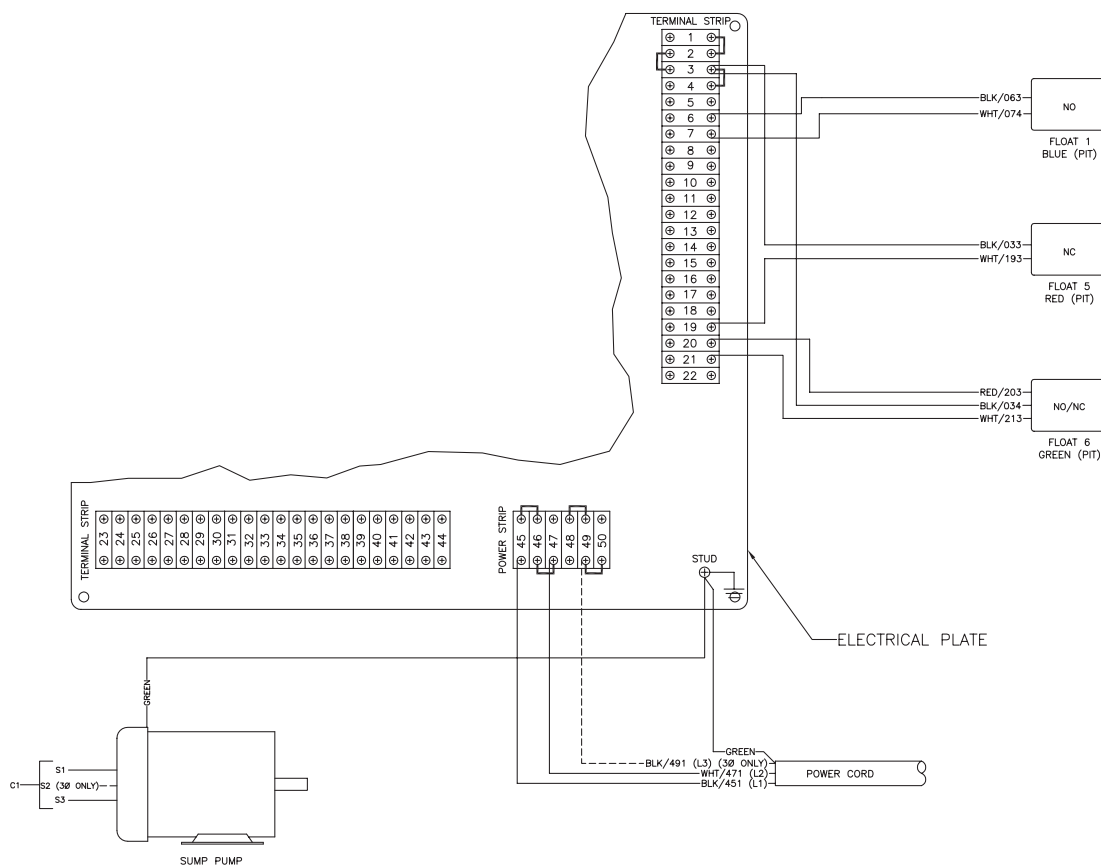 TERMINAL STRIP
1
2
3
4
5
6
7
8
9
10
11
12
13
14
15
16
17
18
19
20
21
22
BLK/063
WHT/074
NO
FLOAT 1
BLUE (PIT)
BLK/033
WHT/193
NC
FLOAT 5
RED (PIT)
RED/203
BLK/034
WHT/213
NO/NC
FLOAT 6
GREEN (PIT)
TERMINAL STRIP
23
24
25
26
27
28
29
30
31
32
33
34
35
36
37
38
39
40
41
42
43
44
POWER STRIP
45
46
47
48
49
50
STUD
ELECTRICAL PLATE
GREEN
S1
C1
S2 (3Ø ONLY)
S3
SUMP PUMP
GREEN
BLK/491 (L3) (3Ø ONLY)
WHT/471 (L2)
BLK/451 (L1)
POWER CORD